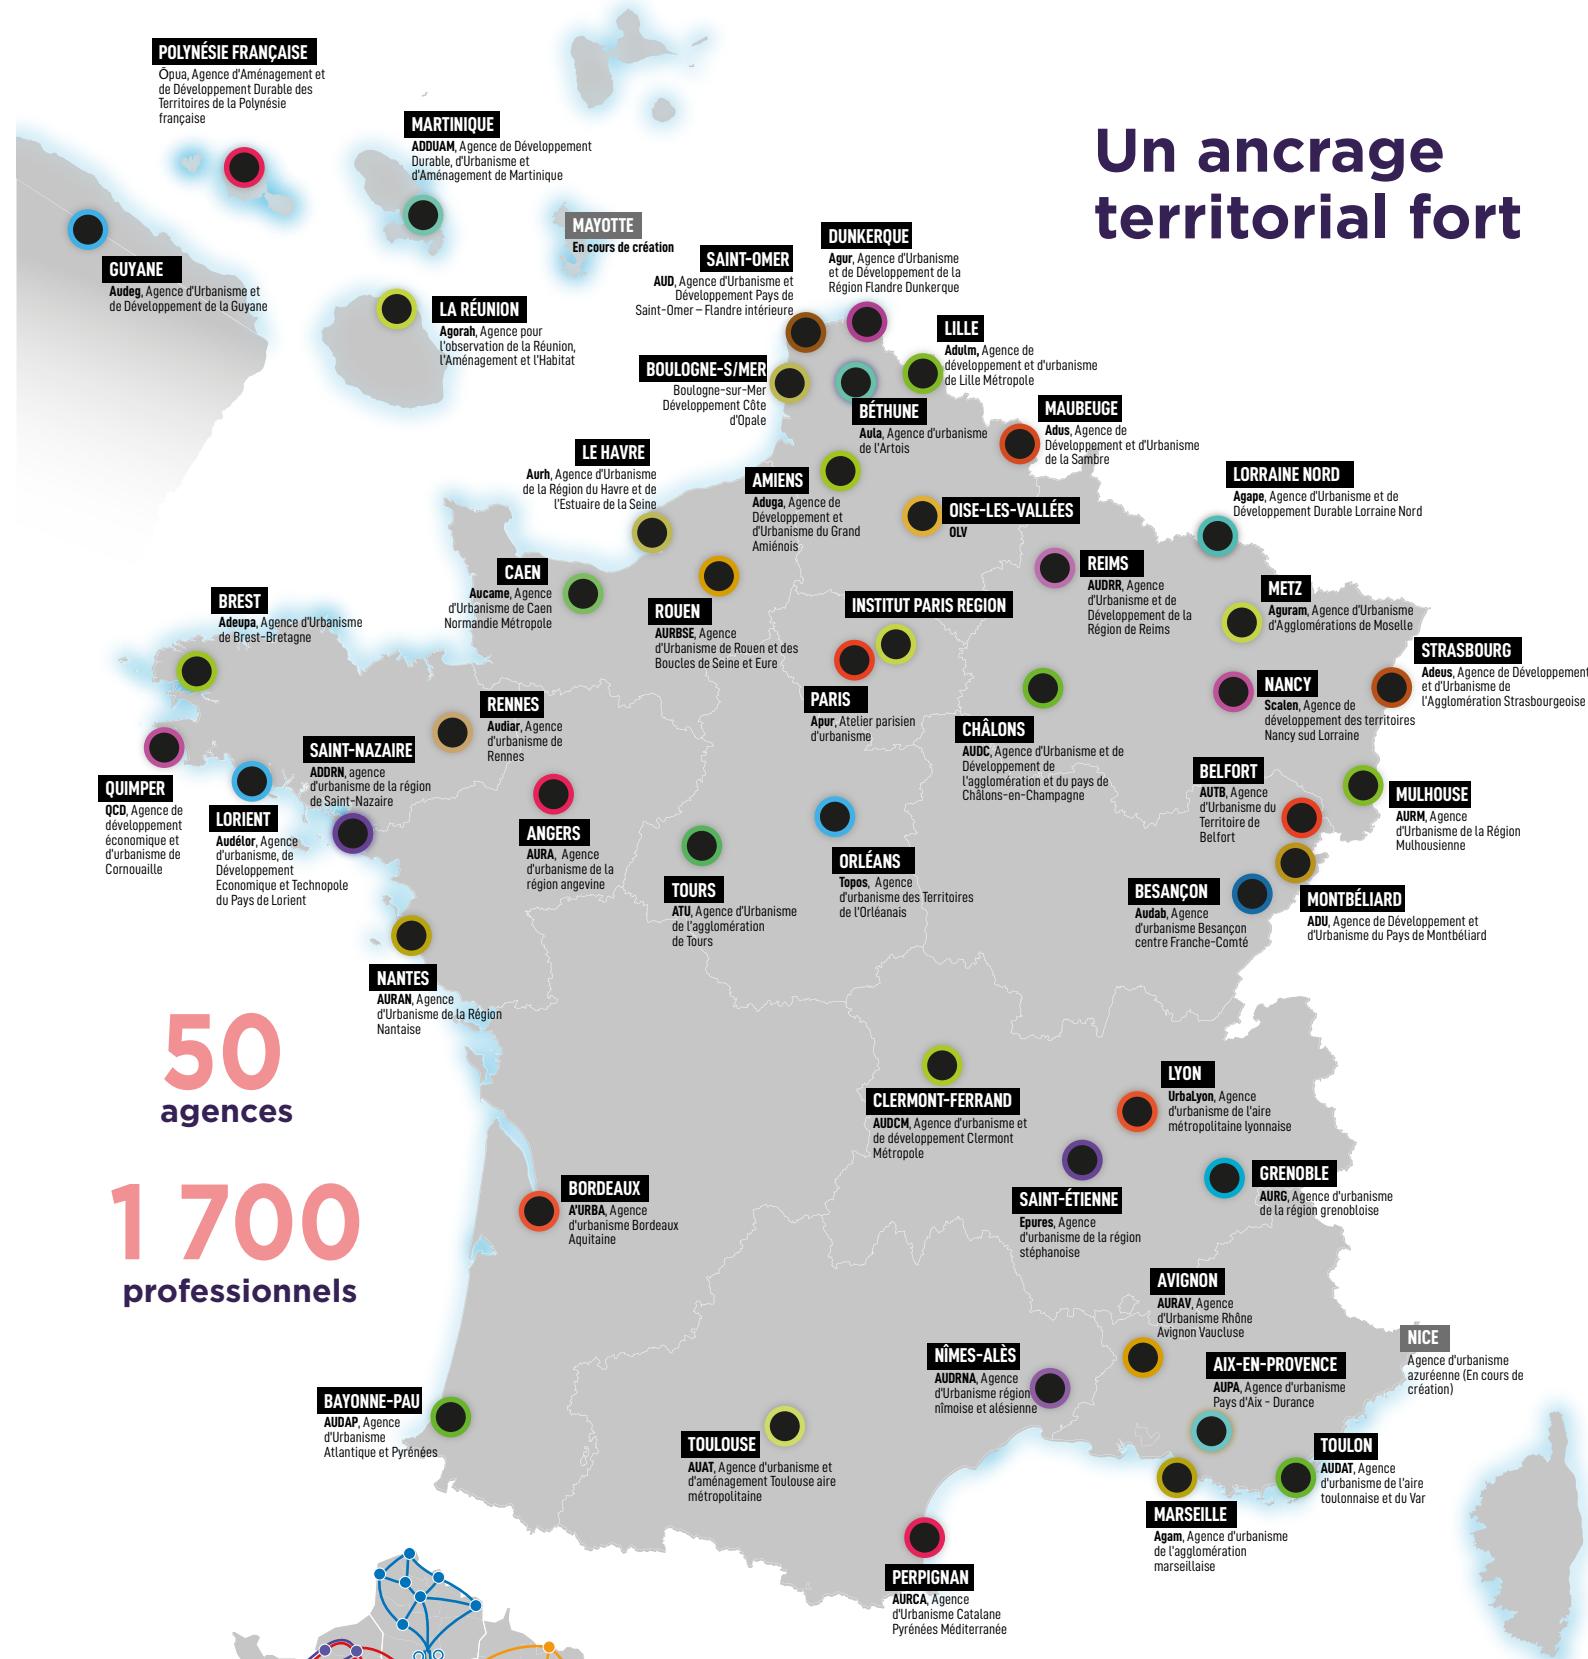 Un ancrage
territorial fort
POLYNÉSIE FRANÇAISE
Ōpua, Agence d'Aménagement et
de Développement Durable des
Territoires de la Polynésie
française
MARTINIQUE
ADDUAM, Agence de Développement
Durable, d'Urbanisme et
d'Aménagement de Martinique
MAYOTTE
En cours de création
GUYANE
Audeg, Agence d'Urbanisme et
de Développement de la Guyane
LA RÉUNION
Agorah, Agence pour
l'observation de la Réunion,
l'Aménagement et l'Habitat
DUNKERQUE
Agur, Agence d'Urbanisme
et de Développement de la
Région Flandre Dunkerque
SAINT-OMER
AUD, Agence d'Urbanisme et
Développement Pays de
Saint-Omer – Flandre intérieure
LILLE
Adulm, Agence de
développement et d'urbanisme
de Lille Métropole
BOULOGNE-S/MER
Boulogne-sur-Mer
Développement Côte
d'Opale
BÉTHUNE
Aula, Agence d'urbanisme
de l'Artois
MAUBEUGE
Adus, Agence de
Développement et d'Urbanisme
de la Sambre
LE HAVRE
Aurh, Agence d'Urbanisme
de la Région du Havre et de
l'Estuaire de la Seine
AMIENS
Aduga, Agence de
Développement et
d'Urbanisme du Grand
Amiénois
OISE-LES-VALLÉES
OLV
LORRAINE NORD
Agape, Agence d'Urbanisme et de
Développement Durable Lorraine Nord
CAEN
Aucame, Agence
d'Urbanisme de Caen
Normandie Métropole
ROUEN
AURBSE, Agence
d'Urbanisme de Rouen et des
Boucles de Seine et Eure
INSTITUT PARIS REGION
REIMS
AUDRR, Agence
d'Urbanisme et de
Développement de la
Région de Reims
METZ
Aguram, Agence d'Urbanisme
d'Agglomérations de Moselle
BREST
Adeupa, Agence d'Urbanisme
de Brest-Bretagne
STRASBOURG
Adeus, Agence de Développement
et d'Urbanisme de
l'Agglomération Strasbourgeoise
PARIS
Apur, Atelier parisien
d'urbanisme
NANCY
Scalen, Agence de
développement des territoires
Nancy sud Lorraine
RENNES
Audiar, Agence
d'urbanisme de
Rennes
CHÂLONS
AUDC, Agence d'Urbanisme et de
Développement de
l'agglomération et du pays de
Châlons-en-Champagne
SAINT-NAZAIRE
ADDRN, agence
d'urbanisme de la région
de Saint-Nazaire
QUIMPER
QCD, Agence de
développement
économique et
d'urbanisme de
Cornouaille
LORIENT
Audélor, Agence
d'urbanisme, de
Développement
Economique et Technopole
du Pays de Lorient
BELFORT
AUTB, Agence
d'Urbanisme du
Territoire de
Belfort
MULHOUSE
AURM, Agence
d'Urbanisme de la Région
Mulhousienne
ANGERS
AURA, Agence
d'urbanisme de la
région angevine
TOURS
ATU, Agence d'Urbanisme
de l'agglomération
de Tours
ORLÉANS
Topos, Agence
d'urbanisme des Territoires
de l'Orléanais
BESANÇON
Audab, Agence
d'urbanisme Besançon
centre Franche-Comté
MONTBÉLIARD
ADU, Agence de Développement et
d'Urbanisme du Pays de Montbéliard
NANTES
AURAN, Agence
d'Urbanisme de la Région
Nantaise
50
agences
1 700
professionnels
CLERMONT-FERRAND
AUDCM, Agence d'urbanisme et
de développement Clermont
Métropole
LYON
UrbaLyon, Agence
d'urbanisme de l'aire
métropolitaine lyonnaise
SAINT-ÉTIENNE
Epures, Agence
d'urbanisme de la région
stéphanoise
GRENOBLE
AURG, Agence d'urbanisme
de la région grenobloise
BORDEAUX
A'URBA, Agence
d'urbanisme Bordeaux
Aquitaine
AVIGNON
AURAV, Agence
d'Urbanisme Rhône
Avignon Vaucluse
NICE
Agence d'urbanisme
azuréenne (En cours de
création)
NÎMES-ALÈS
AUDRNA, Agence
d'Urbanisme région
nîmoise et alésienne
AIX-EN-PROVENCE
AUPA, Agence d'urbanisme
Pays d'Aix - Durance
BAYONNE-PAU
AUDAP, Agence
d'Urbanisme
Atlantique et Pyrénées
TOULOUSE
AUAT, Agence d'urbanisme et
d'aménagement Toulouse aire
métropolitaine
TOULON
AUDAT, Agence
d'urbanisme de l'aire
toulonnaise et du Var
MARSEILLE
Agam, Agence d'urbanisme
de l'agglomération
marseillaise
PERPIGNAN
AURCA, Agence
d'Urbanisme Catalane
Pyrénées Méditerranée